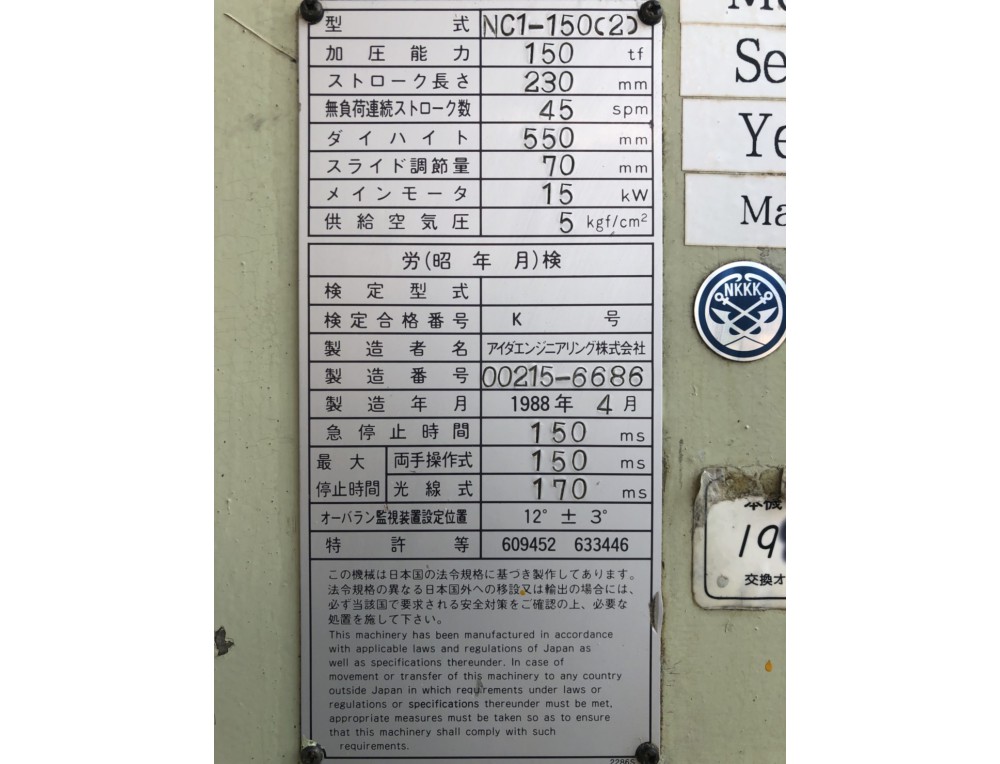 型式 NC1-150(2)
加圧能力 150 tf
ストローク長さ 230 mm
無負荷連続ストローク数 45 spm
ダイハイト 550 mm
スライド調節量 70 mm
メインモータ 15 kW
供給空気圧 5 kgf/cm²
労(昭 年 月)検
検定型式
検定合格番号 K 号
製造者名 アイダエンジニアリング株式会社
製造番号 00215-6686
製造年月 1988年 4月
急停止時間 150 ms
最大停止時間 両手操作式 150 ms
光線式 170 ms
オーバラン監視装置設定位置 12° ± 3°
特許等 609452 633446
この機械は日本国の法令規格に基づき製作してあります。
法令規格の異なる日本国外への移設又は輸出の場合には、
必ず当該国で要求される安全対策をご確認の上、必要な
処置を施して下さい。
This machinery has been manufactured in accordance
with applicable laws and regulations of Japan as
well as specifications thereunder. In case of
movement or transfer of this machinery to any country
outside Japan in which requirements under laws or
regulations or specifications thereunder must be met,
appropriate measures must be taken so as to ensure
that this machinery shall comply with such
requirements.
2286S
Se
Ye
Ma
NKKK
本機
19
交換オ